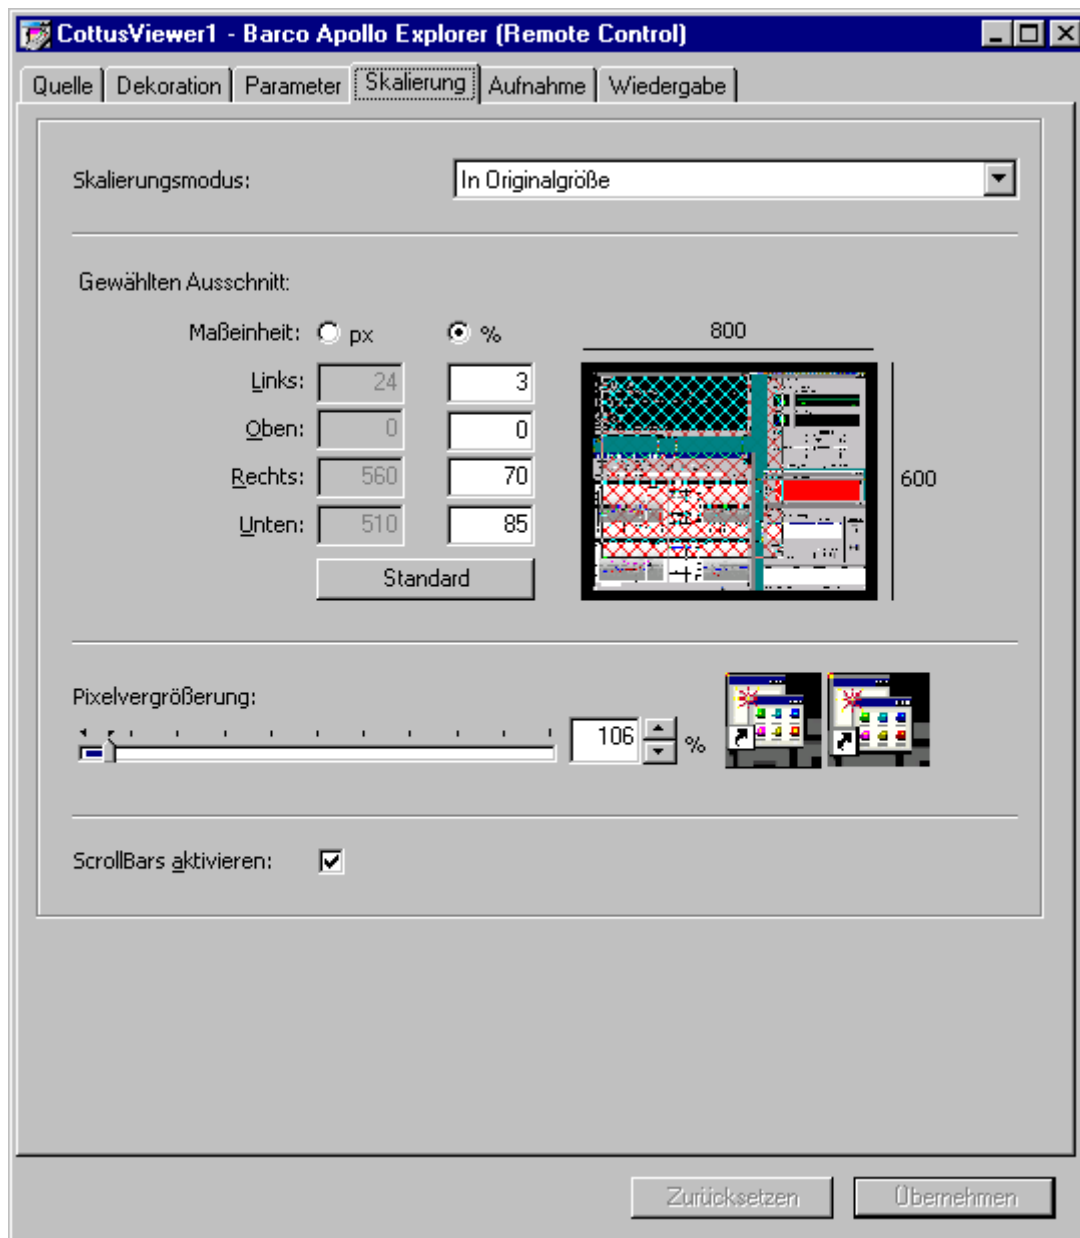 CottusViewer1 - Barco Apollo Explorer (Remote Control)
Quelle Dekoration Parameter Skalierung Aufnahme Wiedergabe
Skalierungsmodus: In Originalgröße
Gewählten Ausschnitt:
Maßeinheit: px % 800
Links: 24 3
Oben: 0 0
Rechts: 560 70 600
Unten: 510 85
Standard
Pixelvergrößerung:
106 %
ScrollBars aktivieren:
Zurücksetzen Übernehmen